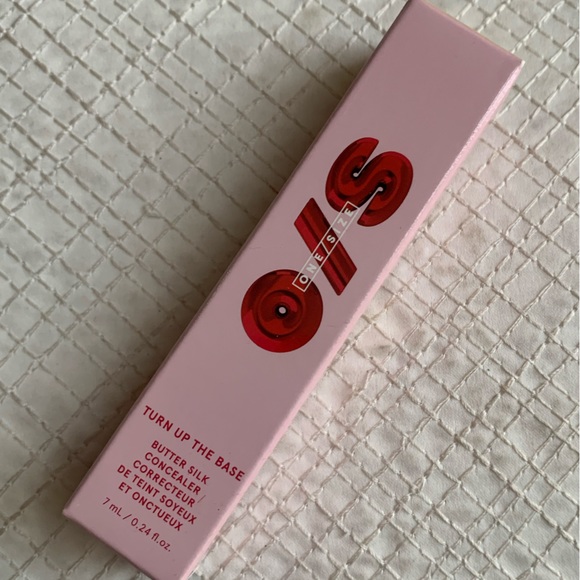 O/S
ONE/SIZE
TURN UP THE BASE
BUTTER SILK
CONCEALER /
CORRECTEUR
DE TEINT SOYEUX
ET ONCTUEUX
7 mL / 0.24 fl.oz.